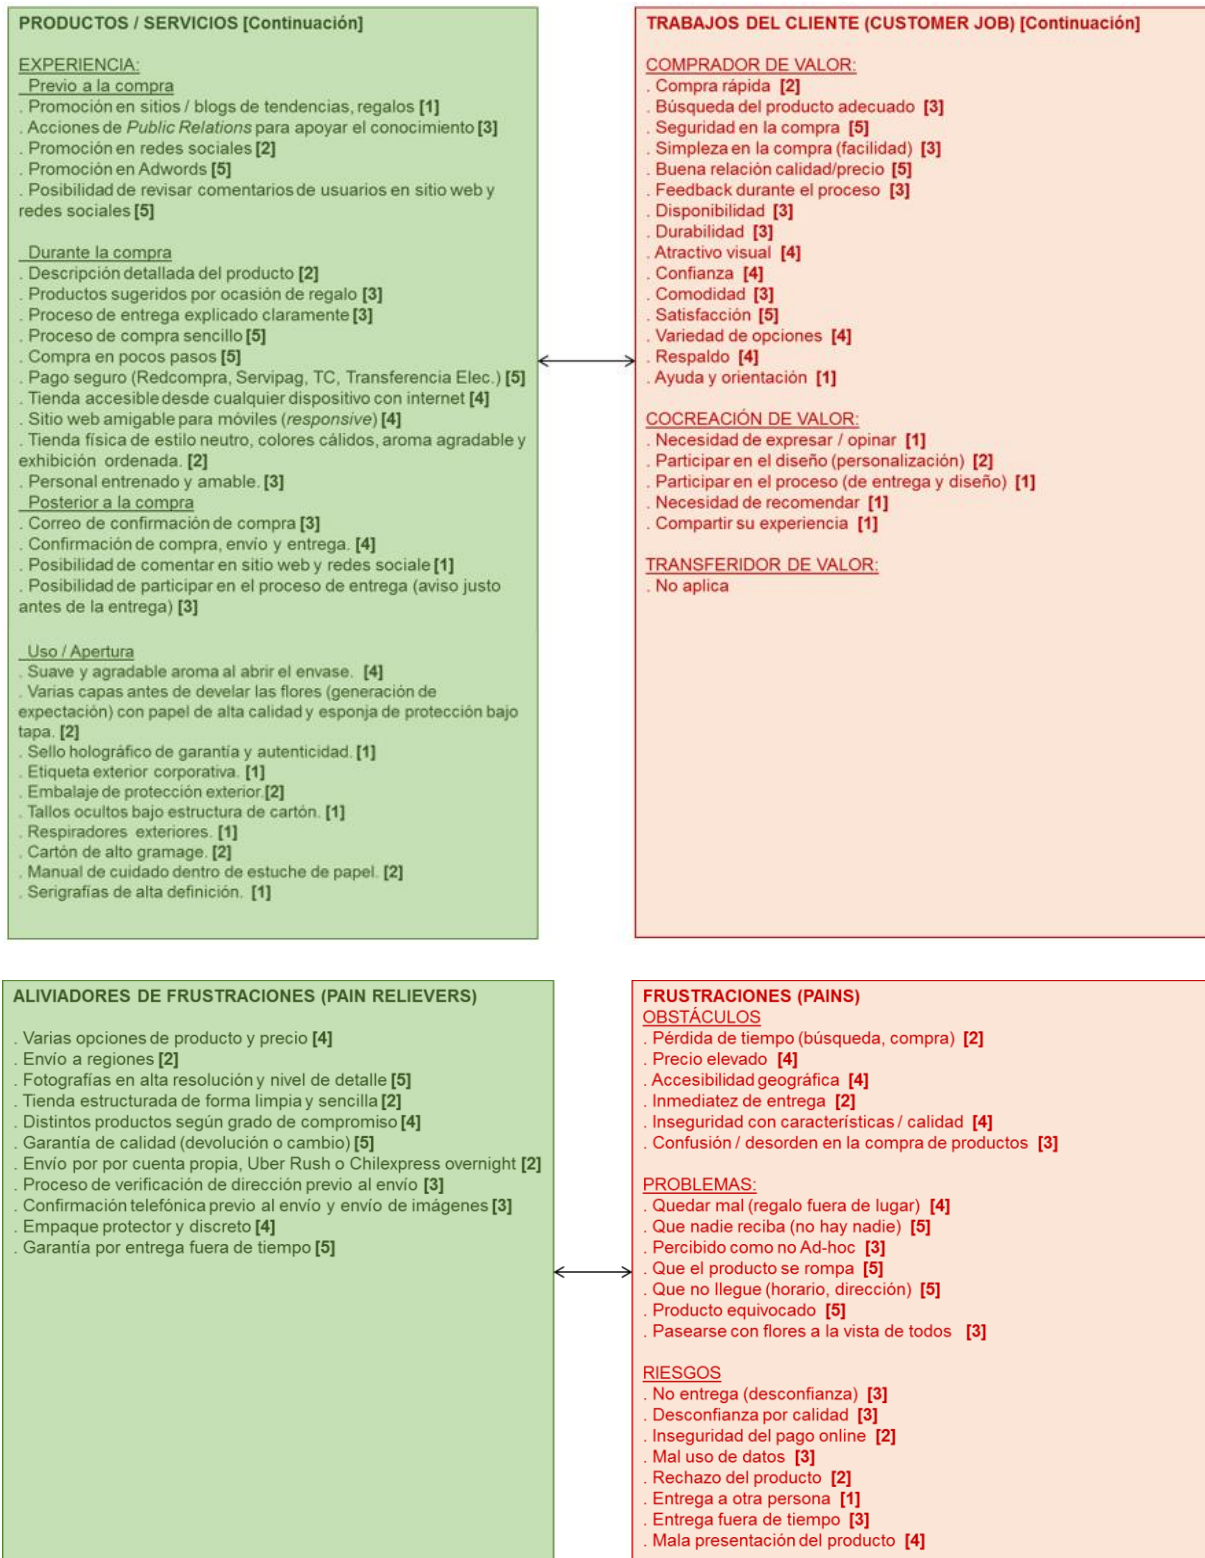 PRODUCTOS / SERVICIOS [Continuación]
EXPERIENCIA:
Previo a la compra
. Promoción en sitios / blogs de tendencias, regalos [1]
. Acciones de Public Relations para apoyar el conocimiento [3]
. Promoción en redes sociales [2]
. Promoción en Adwords [5]
. Posibilidad de revisar comentarios de usuarios en sitio web y
redes sociales [5]
Durante la compra
. Descripción detallada del producto [2]
. Productos sugeridos por ocasión de regalo [3]
. Proceso de entrega explicado claramente [3]
. Proceso de compra sencillo [5]
. Compra en pocos pasos [5]
. Pago seguro (Redcompra, Servipag, TC, Transferencia Elec.) [5]
. Tienda accesible desde cualquier dispositivo con internet [4]
. Sitio web amigable para móviles (responsive) [4]
. Tienda física de estilo neutro, colores cálidos, aroma agradable y
exhibición ordenada. [2]
. Personal entrenado y amable. [3]
Posterior a la compra
. Correo de confirmación de compra [3]
. Confirmación de compra, envío y entrega. [4]
. Posibilidad de comentar en sitio web y redes sociale [1]
. Posibilidad de participar en el proceso de entrega (aviso justo
antes de la entrega) [3]
Uso / Apertura
. Suave y agradable aroma al abrir el envase. [4]
. Varias capas antes de develar las flores (generación de
expectación) con papel de alta calidad y esponja de protección bajo
tapa. [2]
. Sello holográfico de garantía y autenticidad. [1]
. Etiqueta exterior corporativa. [1]
. Embalaje de protección exterior.[2]
. Tallos ocultos bajo estructura de cartón. [1]
. Respiradores exteriores. [1]
. Cartón de alto gramage. [2]
. Manual de cuidado dentro de estuche de papel. [2]
. Serigrafías de alta definición. [1]
TRABAJOS DEL CLIENTE (CUSTOMER JOB) [Continuación]
COMPRADOR DE VALOR:
. Compra rápida [2]
. Búsqueda del producto adecuado [3]
. Seguridad en la compra [5]
. Simpleza en la compra (facilidad) [3]
. Buena relación calidad/precio [5]
. Feedback durante el proceso [3]
. Disponibilidad [3]
. Durabilidad [3]
. Atractivo visual [4]
. Confianza [4]
. Comodidad [3]
. Satisfacción [5]
. Variedad de opciones [4]
. Respaldo [4]
. Ayuda y orientación [1]
COCREACIÓN DE VALOR:
. Necesidad de expresar / opinar [1]
. Participar en el diseño (personalización) [2]
. Participar en el proceso (de entrega y diseño) [1]
. Necesidad de recomendar [1]
. Compartir su experiencia [1]
TRANSFERIDOR DE VALOR:
. No aplica
ALIVIADORES DE FRUSTRACIONES (PAIN RELIEVERS)
. Varias opciones de producto y precio [4]
. Envío a regiones [2]
. Fotografías en alta resolución y nivel de detalle [5]
. Tienda estructurada de forma limpia y sencilla [2]
. Distintos productos según grado de compromiso [4]
. Garantía de calidad (devolución o cambio) [5]
. Envío por por cuenta propia, Uber Rush o Chilexpress overnight [2]
. Proceso de verificación de dirección previo al envío [3]
. Confirmación telefónica previo al envío y envío de imágenes [3]
. Empaque protector y discreto [4]
. Garantía por entrega fuera de tiempo [5]
FRUSTRACIONES (PAINS)
OBSTÁCULOS
. Pérdida de tiempo (búsqueda, compra) [2]
. Precio elevado [4]
. Accesibilidad geográfica [4]
. Inmediatez de entrega [2]
. Inseguridad con características / calidad [4]
. Confusión / desorden en la compra de productos [3]
PROBLEMAS:
. Quedar mal (regalo fuera de lugar) [4]
. Que nadie reciba (no hay nadie) [5]
. Percibido como no Ad-hoc [3]
. Que el producto se rompa [5]
. Que no llegue (horario, dirección) [5]
. Producto equivocado [5]
. Pasearse con flores a la vista de todos [3]
RIESGOS
. No entrega (desconfianza) [3]
. Desconfianza por calidad [3]
. Inseguridad del pago online [2]
. Mal uso de datos [3]
. Rechazo del producto [2]
. Entrega a otra persona [1]
. Entrega fuera de tiempo [3]
. Mala presentación del producto [4]